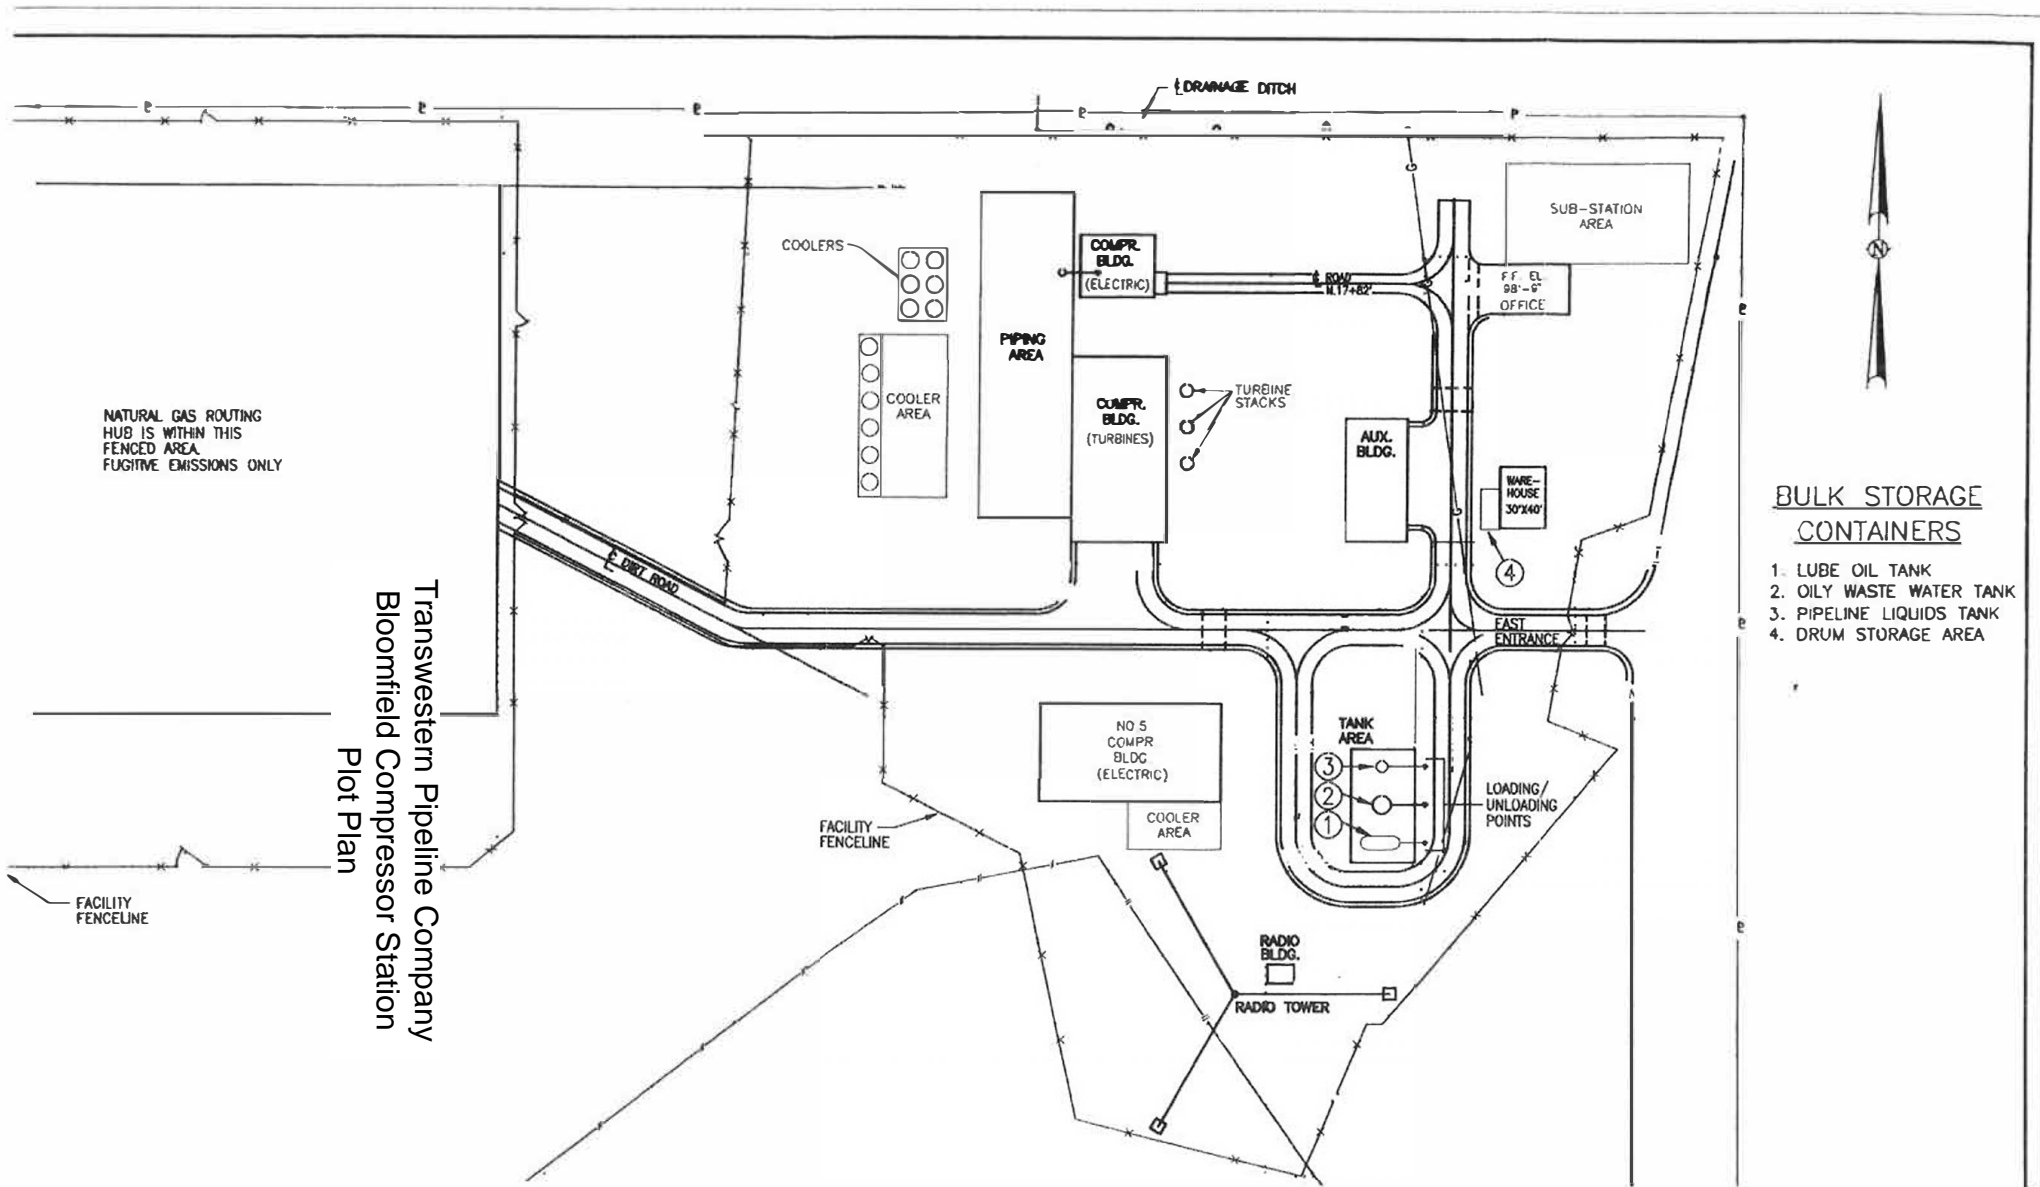 ℄ DRAINAGE DITCH
P
P
P
P
P
G
SUB-STATION
AREA
N
COOLERS
COMPR.
BLDG.
(ELECTRIC)
℄ ROAD
N.17+82'
F.F. EL
98'-9"
OFFICE
PIPING
AREA
COOLER
AREA
COMPR.
BLDG.
(TURBINES)
TURBINE
STACKS
AUX.
BLDG.
WARE-
HOUSE
30'X40'
4
NATURAL GAS ROUTING
HUB IS WITHIN THIS
FENCED AREA
FUGITIVE EMISSIONS ONLY
BULK STORAGE
CONTAINERS
1. LUBE OIL TANK
2. OILY WASTE WATER TANK
3. PIPELINE LIQUIDS TANK
4. DRUM STORAGE AREA
℄ DIRT ROAD
EAST
ENTRANCE
Transwestern Pipeline Company
Bloomfield Compressor Station
Plot Plan
NO 5
COMPR
BLDG
(ELECTRIC)
COOLER
AREA
TANK
AREA
3
2
1
LOADING/
UNLOADING
POINTS
FACILITY
FENCELINE
FACILITY
FENCELINE
RADIO
BLDG.
RADIO TOWER